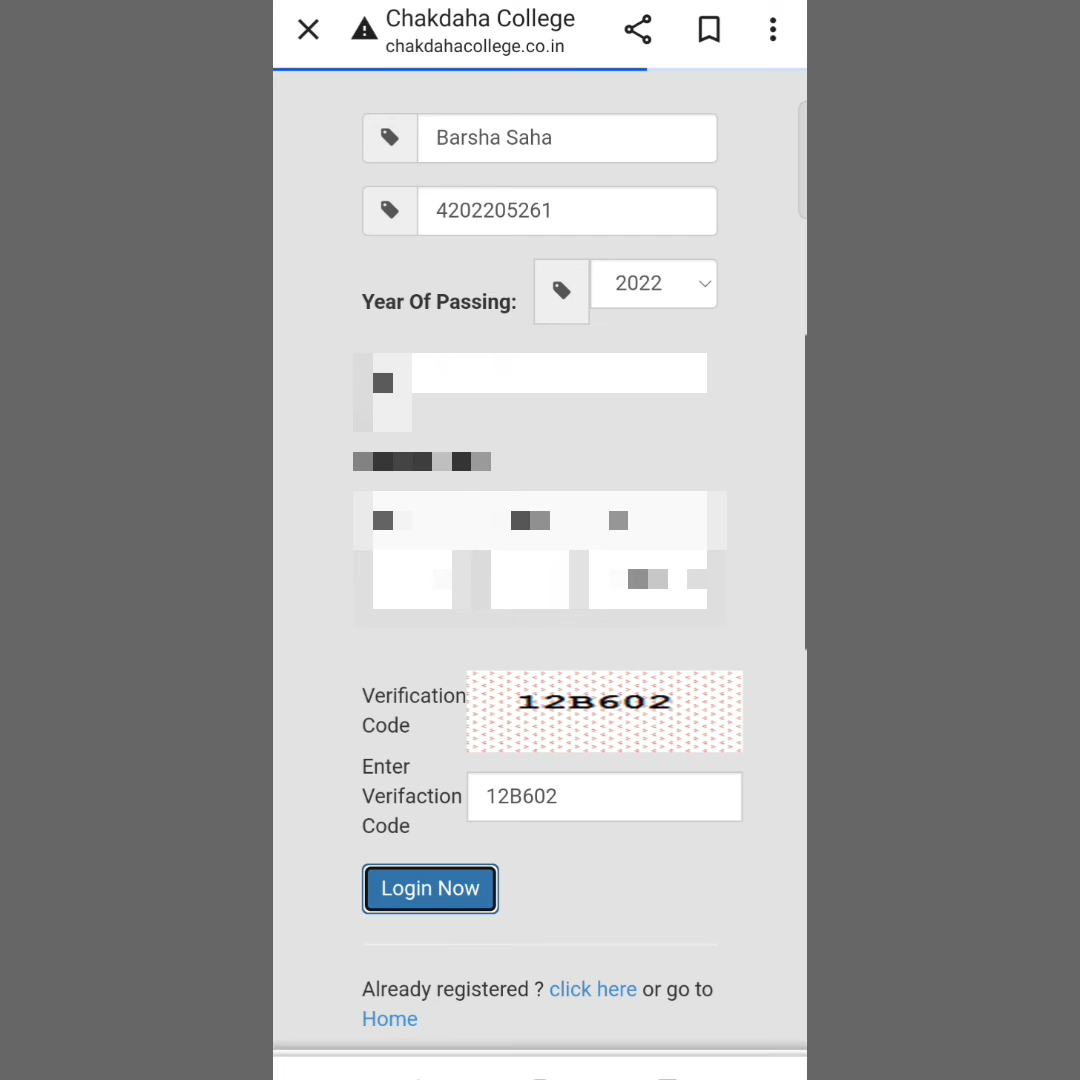 Chakdaha College
chakdahacollege.co.in
Barsha Saha
4202205261
Year Of Passing:
2022
Verification
Code
12B602
Enter
Verifaction
Code
12B602
Login Now
Already registered ? click here or go to
Home